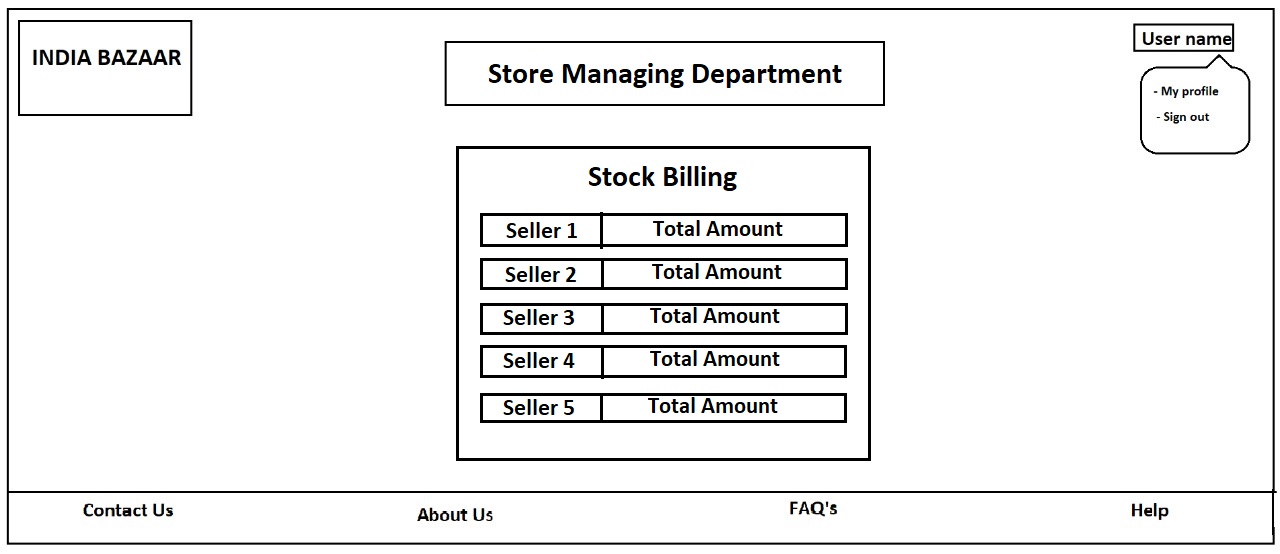 INDIA BAZAAR
Store Managing Department
User name
- My profile
- Sign out
Stock Billing
Seller 1 Total Amount
Seller 2 Total Amount
Seller 3 Total Amount
Seller 4 Total Amount
Seller 5 Total Amount
Contact Us About Us FAQ's Help